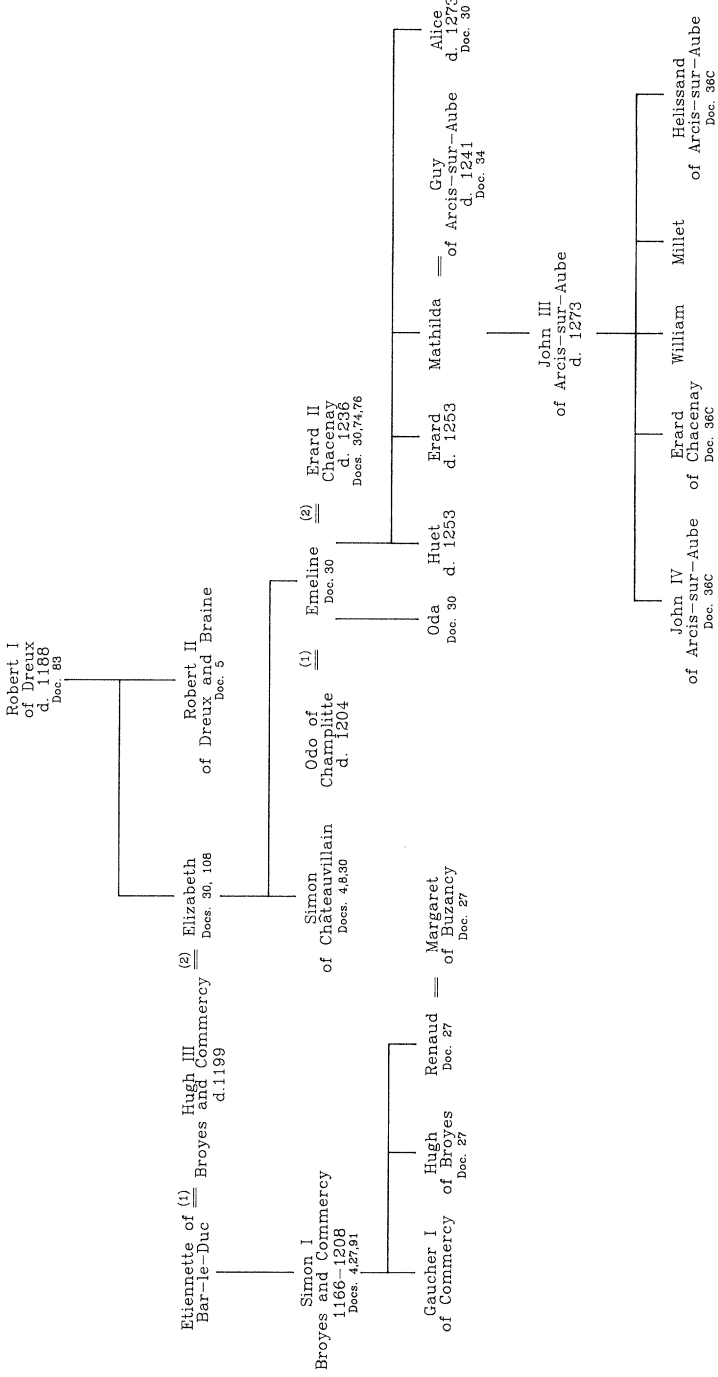 Robert I
of Dreux
d. 1188
Doc. 83
Etiennette of
Bar-le-Duc
(1)
Hugh III
Broyes and Commercy
d.1199
(2)
Elizabeth
Docs. 30, 108
Robert II
of Dreux and Braine
Doc. 5
Simon I
Broyes and Commercy
1166-1208
Docs. 4,27,91
Simon
of Châteauvillain
Docs. 4,8,30
Odo of
Champlitte
d. 1204
(1)
Emeline
Doc. 30
(2)
Erard II
Chacenay
d. 1236
Docs. 30,74,76
Gaucher I
of Commercy
Hugh
of Broyes
Doc. 27
Renaud
Doc. 27
Margaret
of Buzancy
Doc. 27
Oda
Doc. 30
Huet
d. 1253
Erard
d. 1253
Mathilda
Guy
of Arcis-sur-Aube
d. 1241
Doc. 34
Alice
d. 1273
Doc. 30
John III
of Arcis-sur-Aube
d. 1273
John IV
of Arcis-sur-Aube
Doc. 36C
Erard
of Chacenay
Doc. 36C
William
Millet
Helissand
of Arcis-sur-Aube
Doc. 36C